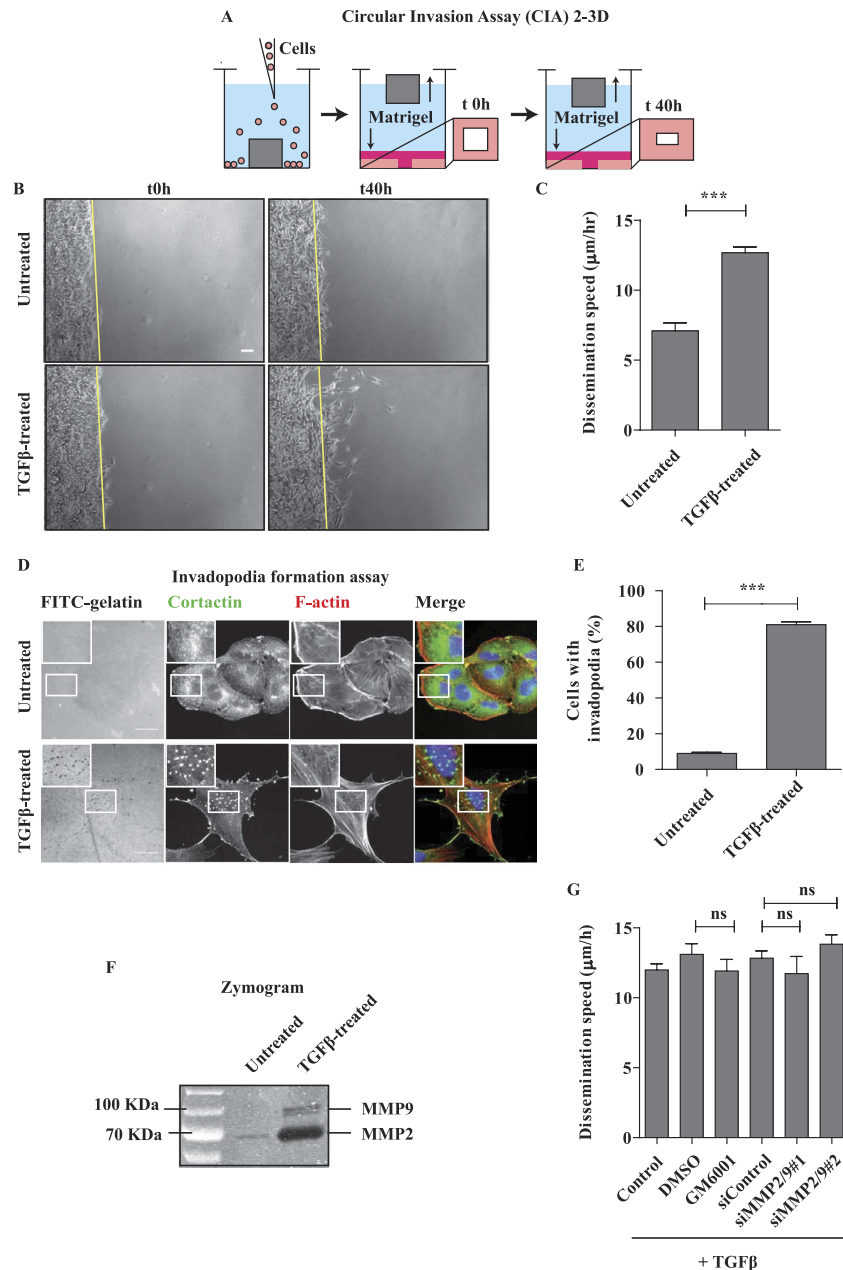 A Circular Invasion Assay (CIA) 2-3D
Cells
Matrigel
t 0h
Matrigel
t 40h
B
t0h
t40h
Untreated
TGFβ-treated
C
***
Dissemination speed (μm/hr)
15
10
5
0
Untreated
TGFβ-treated
D
Invadopodia formation assay
FITC-gelatin
Cortactin
F-actin
Merge
Untreated
TGFβ-treated
E
***
Cells with
invadopodia (%)
100
80
60
40
20
0
Untreated
TGFβ-treated
F
Zymogram
Untreated
TGFβ-treated
100 KDa
70 KDa
MMP9
MMP2
G
ns
ns
ns
Dissemination speed (μm/h)
15
10
5
0
Control
DMSO
GM6001
siControl
siMMP2/9#1
siMMP2/9#2
+ TGFβ